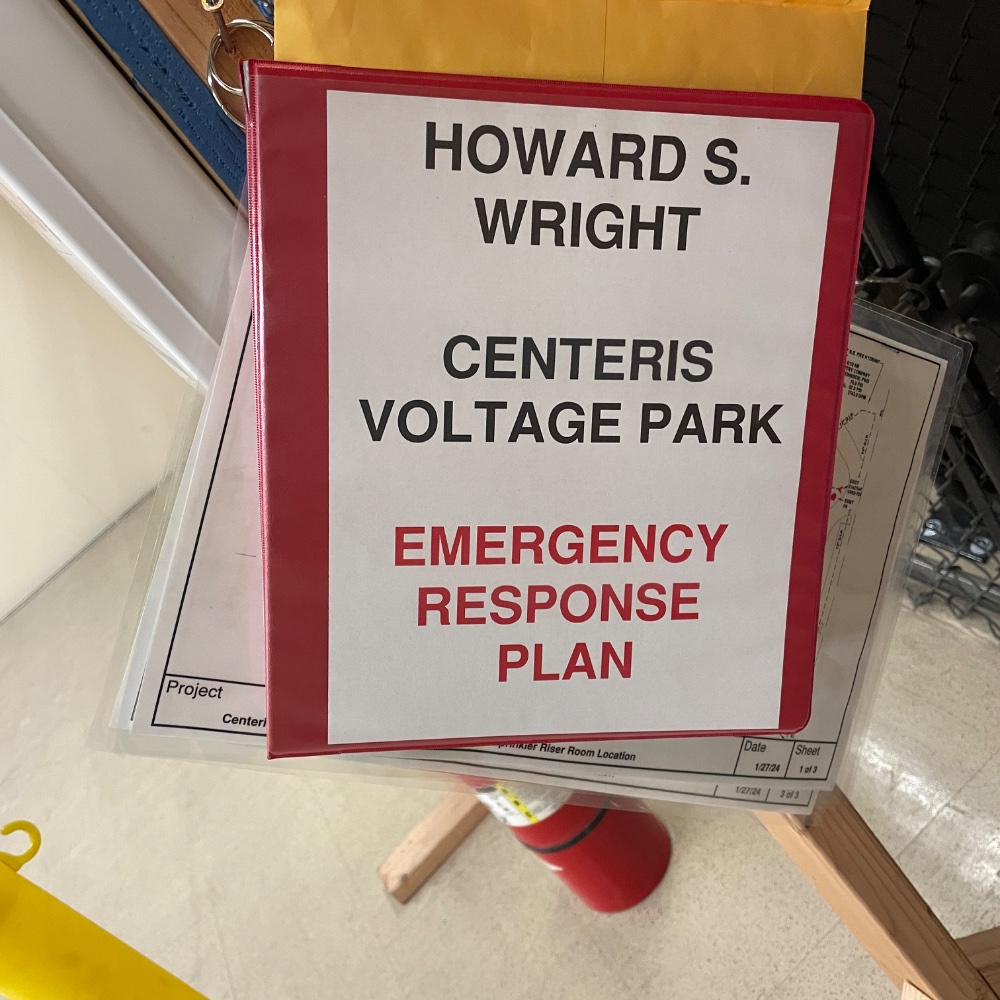 HOWARD S.
WRIGHT
CENTERIS
VOLTAGE PARK
EMERGENCY
RESPONSE
PLAN
Project
Riser Room Location
Date
Sheet
1/27/24
1 of 3
1/27/24
3 of 3